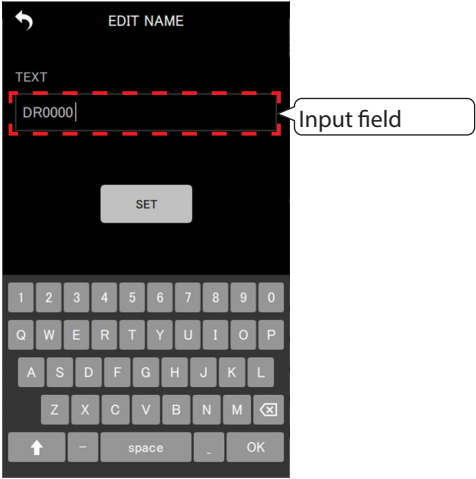 EDIT NAME
TEXT
DR0000
Input field
SET
1 2 3 4 5 6 7 8 9 0
Q W E R T Y U I O P
A S D F G H J K L
Z X C V B N M
- space _ OK